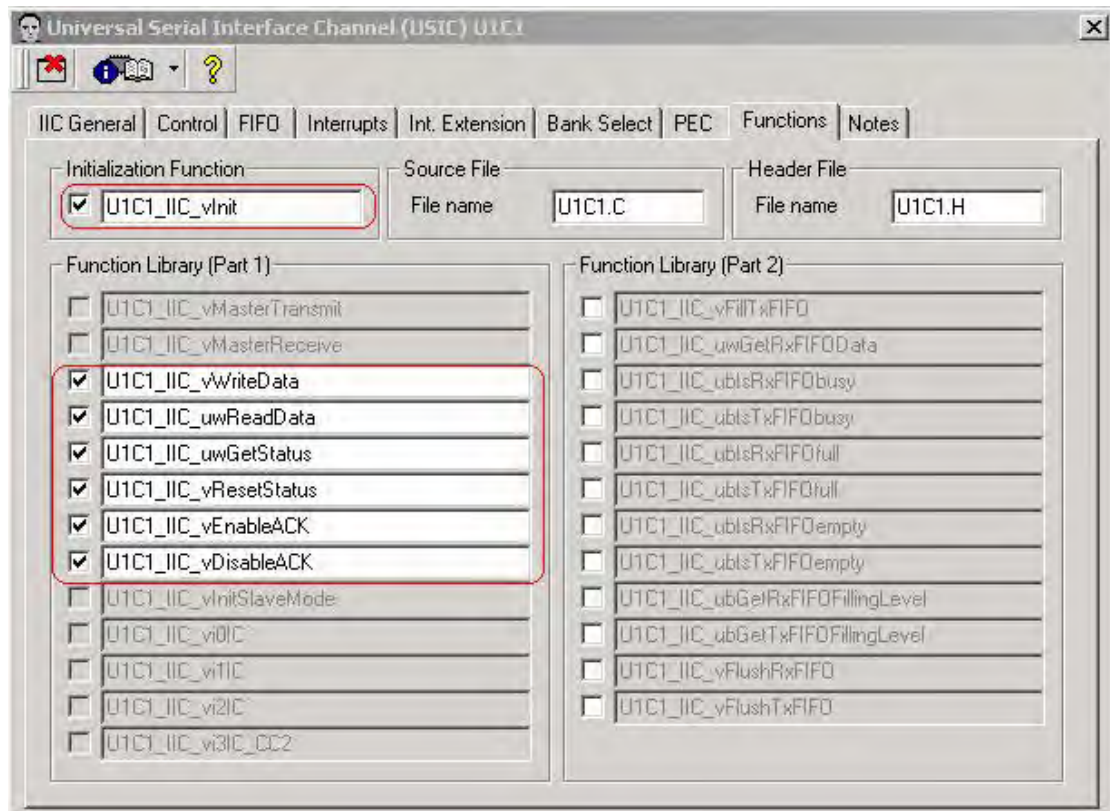 Universal Serial Interface Channel (USIC) U1C1
IIC General Control FIFO Interrupts Int. Extension Bank Select PEC Functions Notes
Initialization Function
U1C1_IIC_vInit
Source File
File name U1C1.C
Header File
File name U1C1.H
Function Library (Part 1)
U1C1_IIC_vMasterTransmit
U1C1_IIC_vMasterReceive
U1C1_IIC_vWriteData
U1C1_IIC_uwReadData
U1C1_IIC_uwGetStatus
U1C1_IIC_vResetStatus
U1C1_IIC_vEnableACK
U1C1_IIC_vDisableACK
U1C1_IIC_vInitSlaveMode
U1C1_IIC_vi0IC
U1C1_IIC_vi1IC
U1C1_IIC_vi2IC
U1C1_IIC_vi3IC_CC2
Function Library (Part 2)
U1C1_IIC_vFillTxFIFO
U1C1_IIC_uwGetRxFIFOData
U1C1_IIC_ubIsRxFIFObusy
U1C1_IIC_ubIsTxFIFObusy
U1C1_IIC_ubIsRxFIFOfull
U1C1_IIC_ubIsTxFIFOfull
U1C1_IIC_ubIsRxFIFOempty
U1C1_IIC_ubIsTxFIFOempty
U1C1_IIC_ubGetRxFIFOFillingLevel
U1C1_IIC_ubGetTxFIFOFillingLevel
U1C1_IIC_vFlushRxFIFO
U1C1_IIC_vFlushTxFIFO